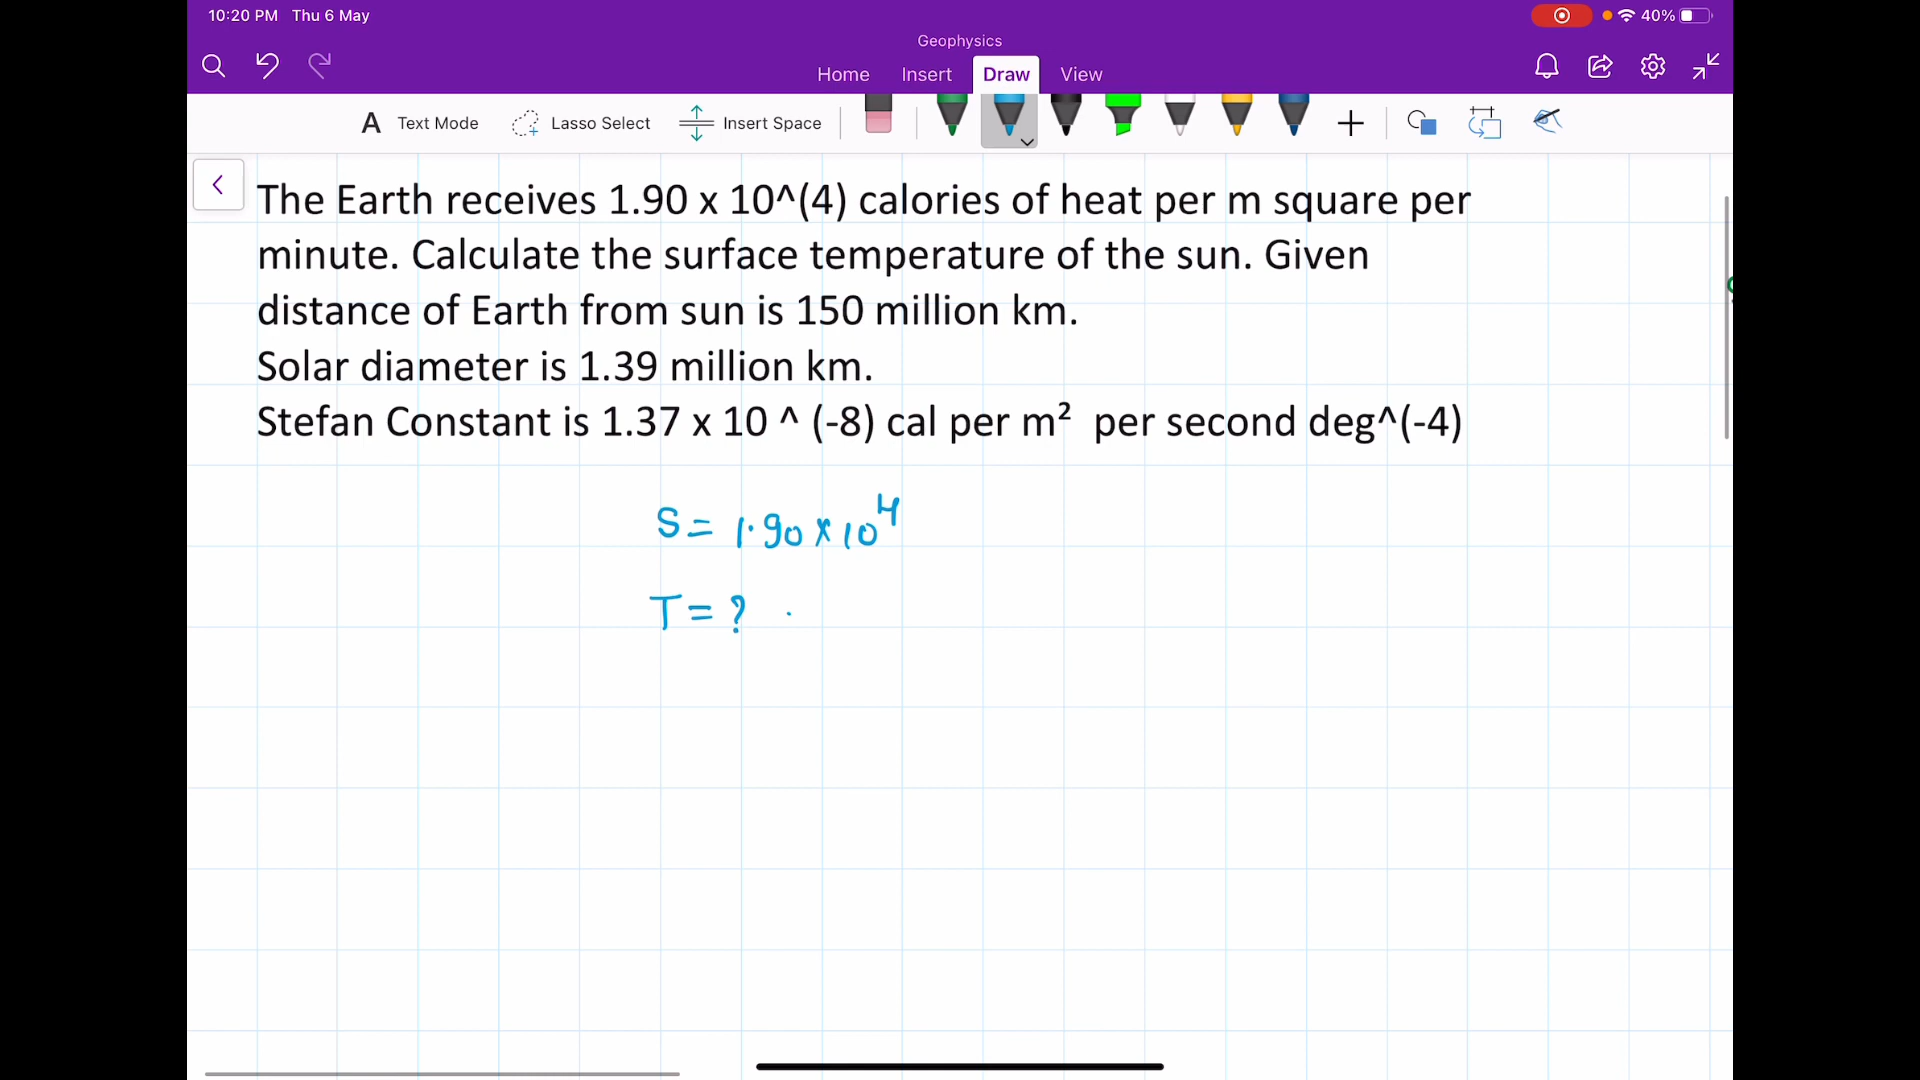 10:20 PM Thu 6 May
40%
Geophysics
Home Insert Draw View
A Text Mode Lasso Select Insert Space
The Earth receives 1.90 x 10^(4) calories of heat per m square per
minute. Calculate the surface temperature of the sun. Given
distance of Earth from sun is 150 million km.
Solar diameter is 1.39 million km.
Stefan Constant is 1.37 x 10 ^ (-8) cal per m² per second deg^(-4)
S = 1.90 × 10⁴
T = ?